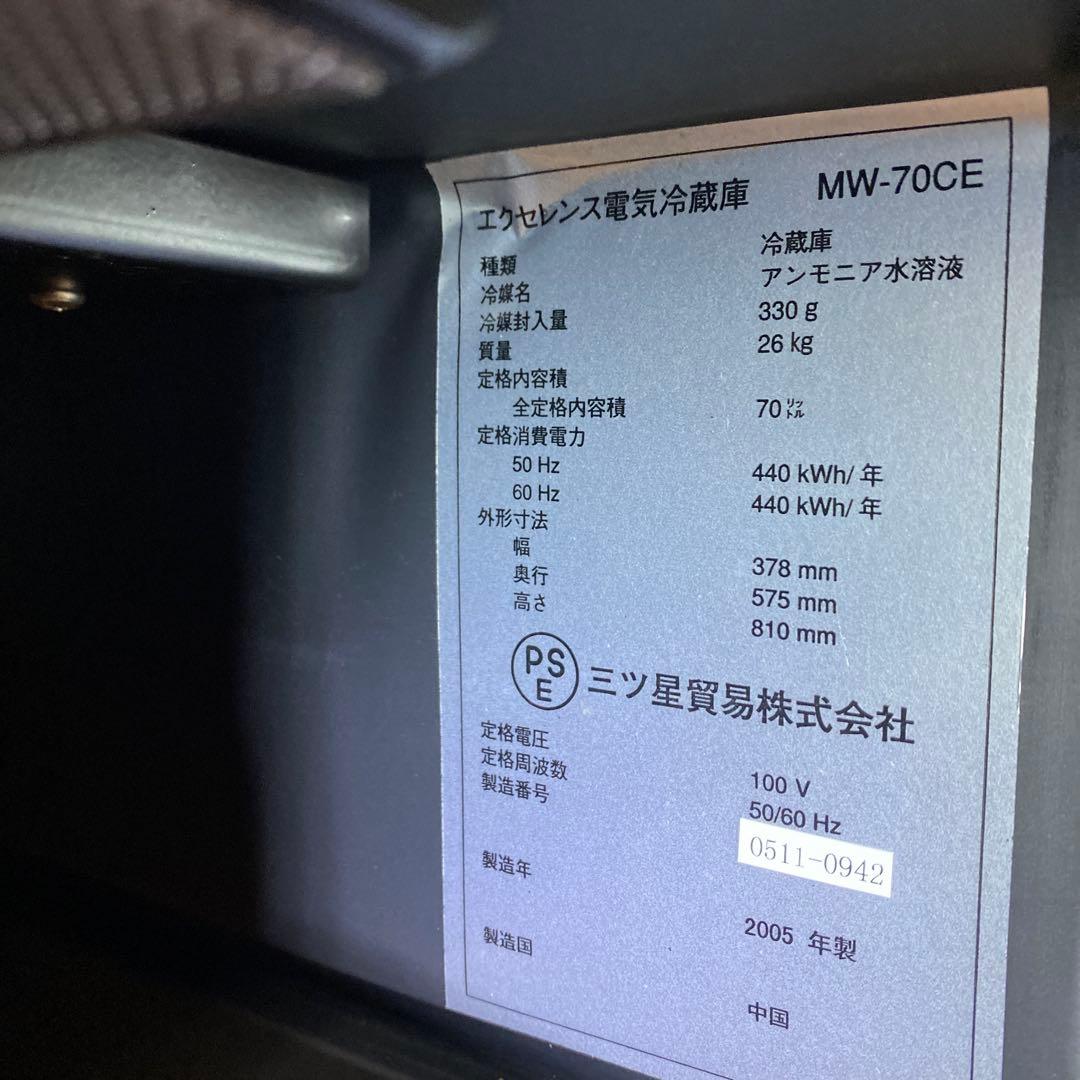 エクセレンス電気冷蔵庫 MW-70CE
種類 冷蔵庫
冷媒名 アンモニア水溶液
冷媒封入量 330 g
質量 26 kg
定格内容積
全定格内容積 70 リットル
定格消費電力
50 Hz 440 kWh/年
60 Hz 440 kWh/年
外形寸法
幅 378 mm
奥行 575 mm
高さ 810 mm
PSE 三ツ星貿易株式会社
定格電圧 100 V
定格周波数 50/60 Hz
製造番号 0511-0942
製造年 2005 年製
製造国 中国